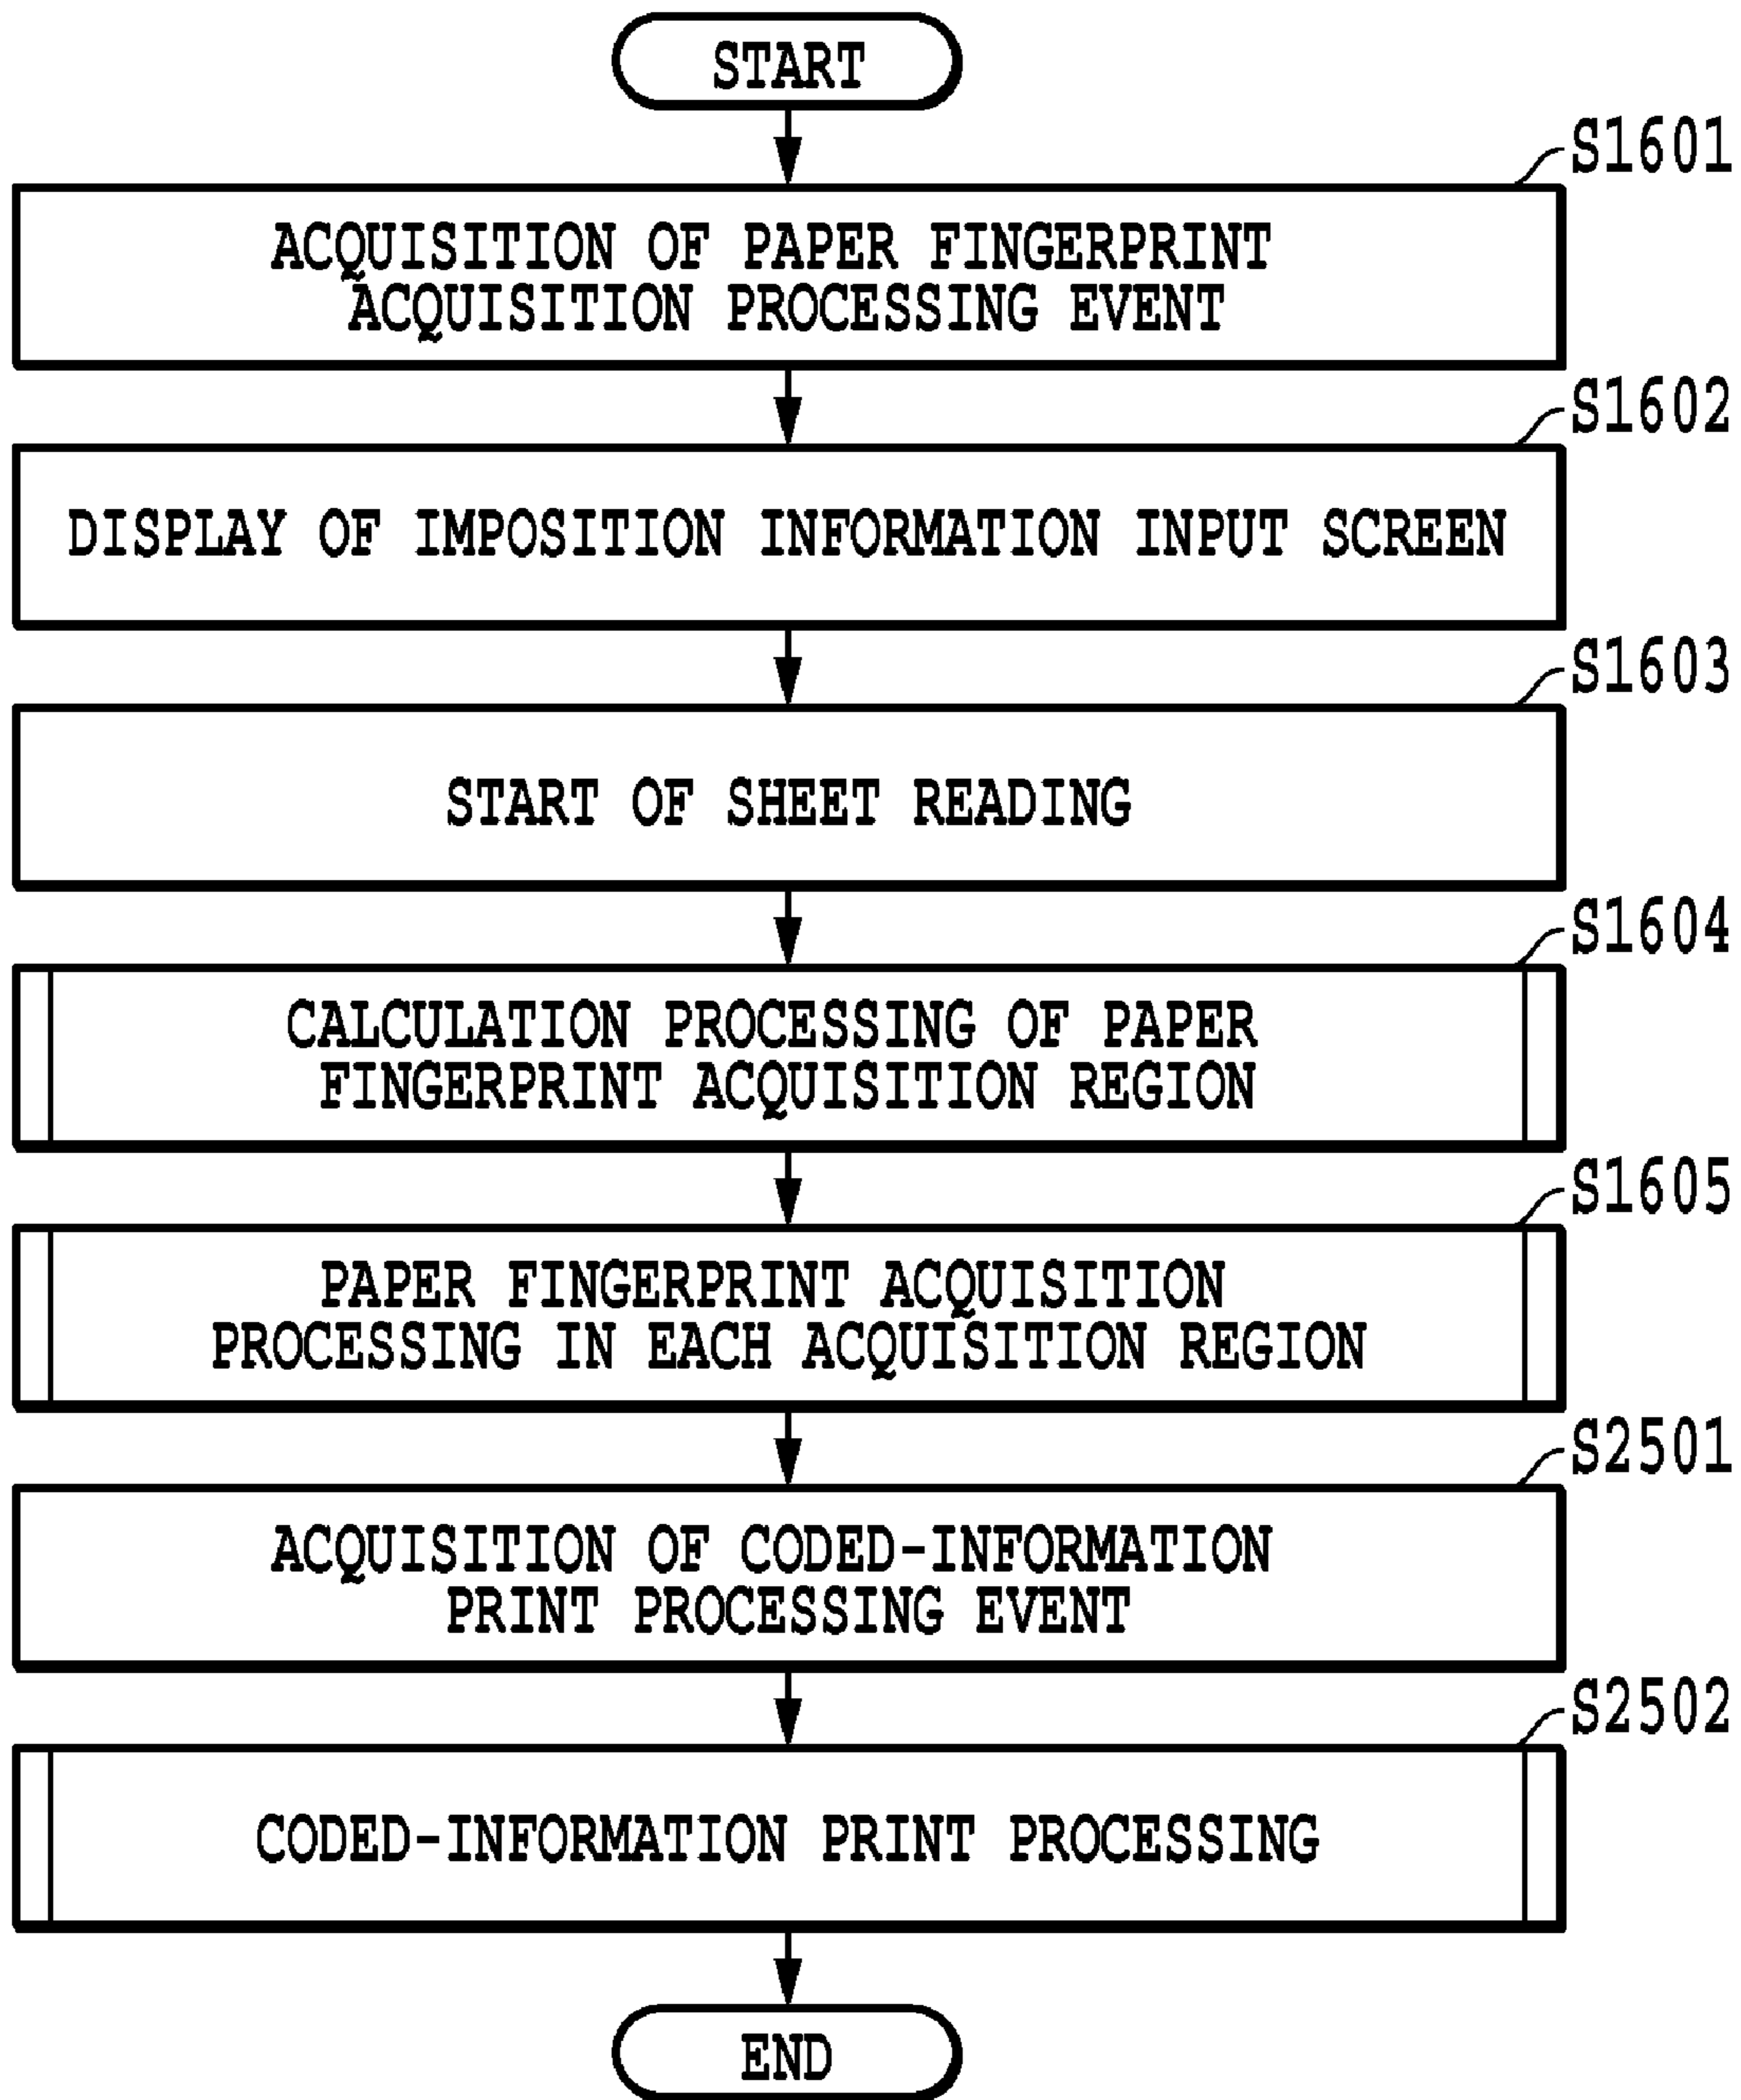 START
S1601
ACQUISITION OF PAPER FINGERPRINT
ACQUISITION PROCESSING EVENT
S1602
DISPLAY OF IMPOSITION INFORMATION INPUT SCREEN
S1603
START OF SHEET READING
S1604
CALCULATION PROCESSING OF PAPER
FINGERPRINT ACQUISITION REGION
S1605
PAPER FINGERPRINT ACQUISITION
PROCESSING IN EACH ACQUISITION REGION
S2501
ACQUISITION OF CODED-INFORMATION
PRINT PROCESSING EVENT
S2502
CODED-INFORMATION PRINT PROCESSING
END